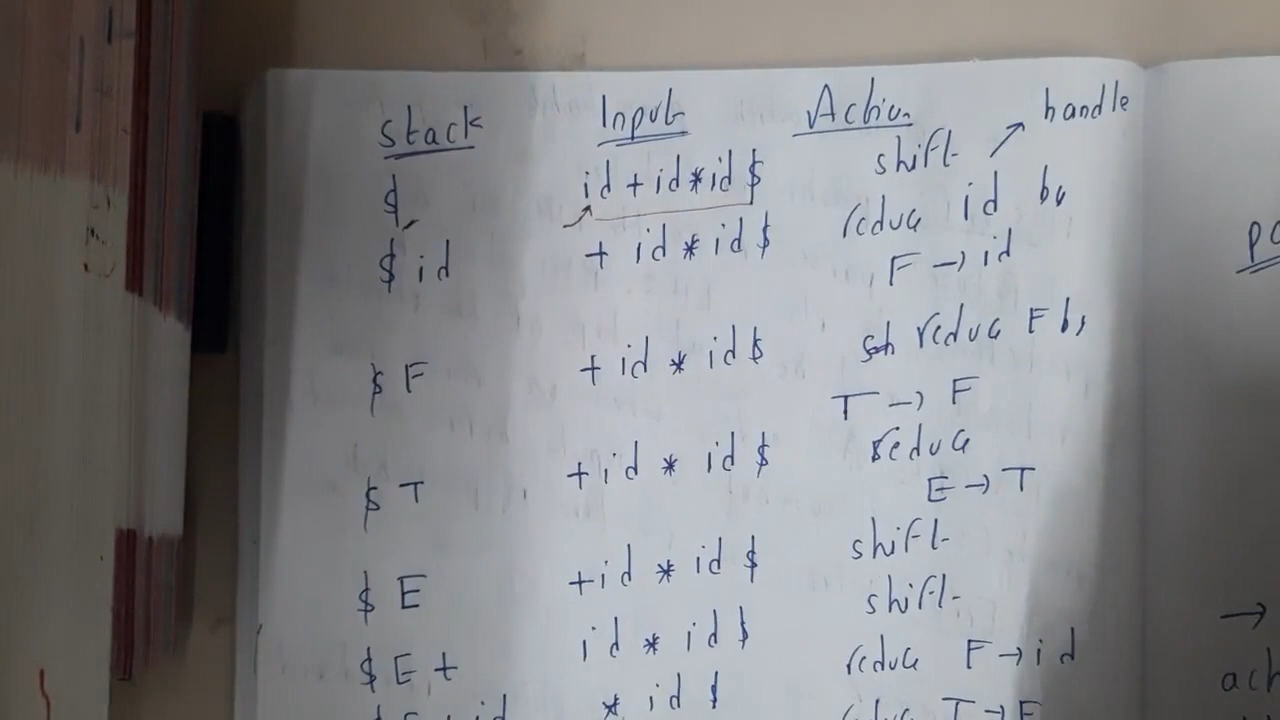 Stack Input Action
$ id + id * id $ shift handle
$ id + id * id $ reduce id by
F → id
$ F + id * id $ reduce F by
T → F
$ T + id * id $ reduce
E → T
$ E + id * id $ shift
$ E + id * id $ shift
* id $ reduce F → id
T → F